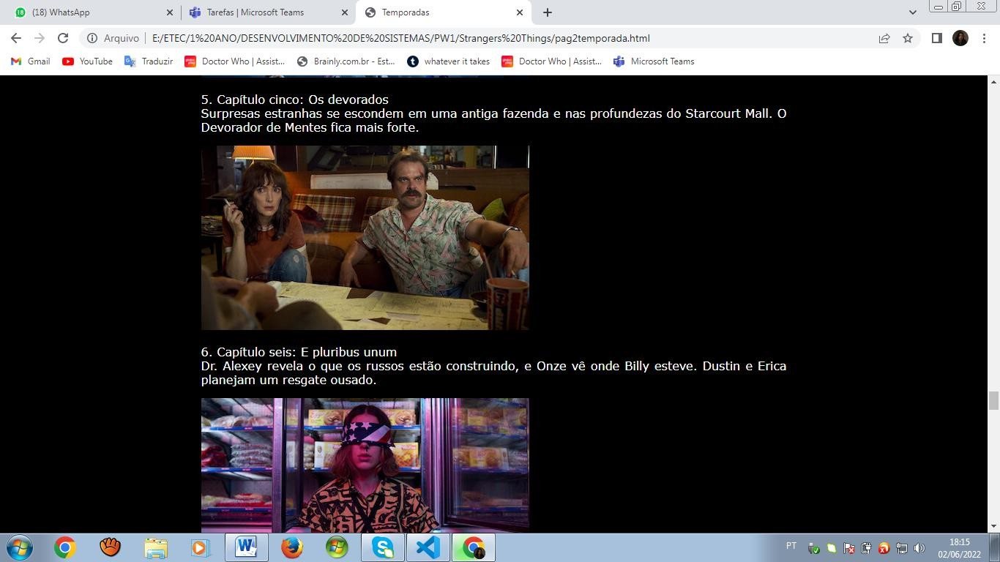 (18) WhatsApp
Tarefas | Microsoft Teams
Temporadas
Arquivo | E:/ETEC/1%20ANO/DESENVOLVIMENTO%20DE%20SISTEMAS/PW1/Strangers%20Things/pag2temporada.html
Gmail YouTube Traduzir Doctor Who | Assist... Brainly.com.br - Est... whatever it takes Doctor Who | Assist... Microsoft Teams
5. Capítulo cinco: Os devorados
Surpresas estranhas se escondem em uma antiga fazenda e nas profundezas do Starcourt Mall. O
Devorador de Mentes fica mais forte.
6. Capítulo seis: E pluribus unum
Dr. Alexey revela o que os russos estão construindo, e Onze vê onde Billy esteve. Dustin e Erica
planejam um resgate ousado.
PT
18:15
02/06/2022